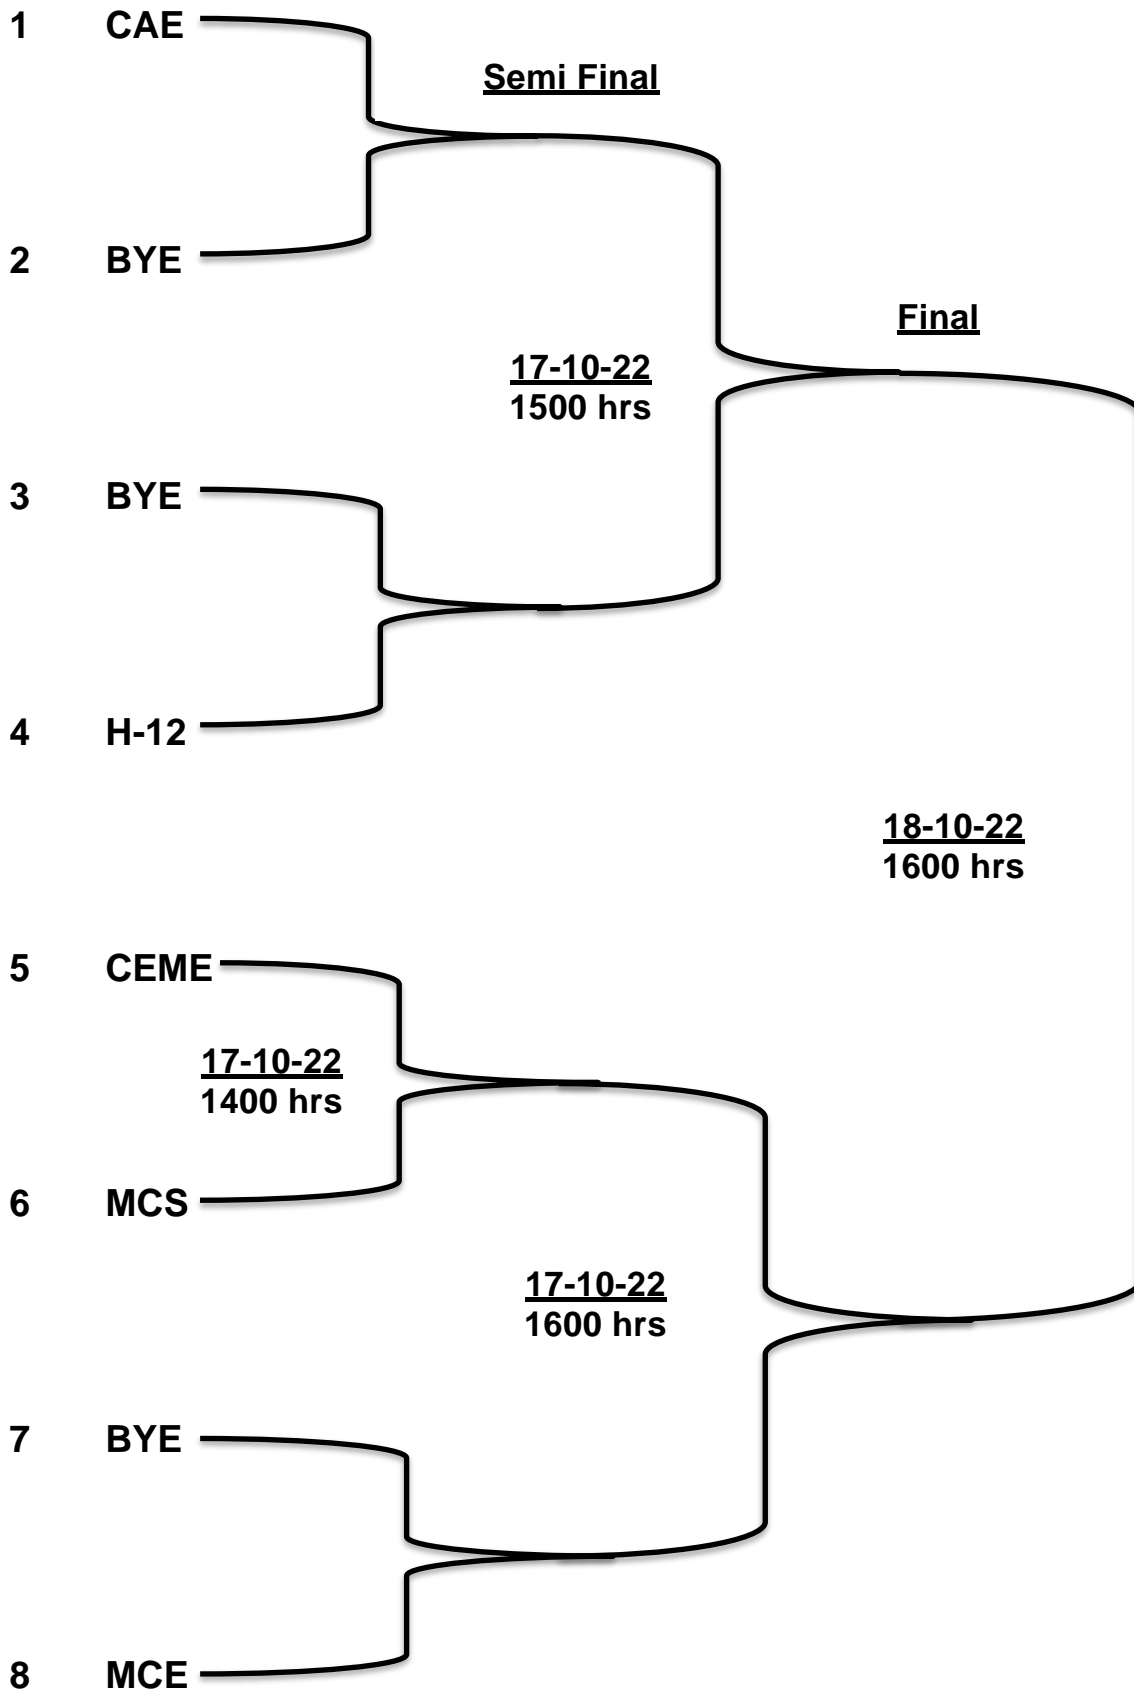 1 CAE
Semi Final
2 BYE
Final
17-10-22
1500 hrs
3 BYE
4 H-12
18-10-22
1600 hrs
5 CEME
17-10-22
1400 hrs
6 MCS
17-10-22
1600 hrs
7 BYE
8 MCE